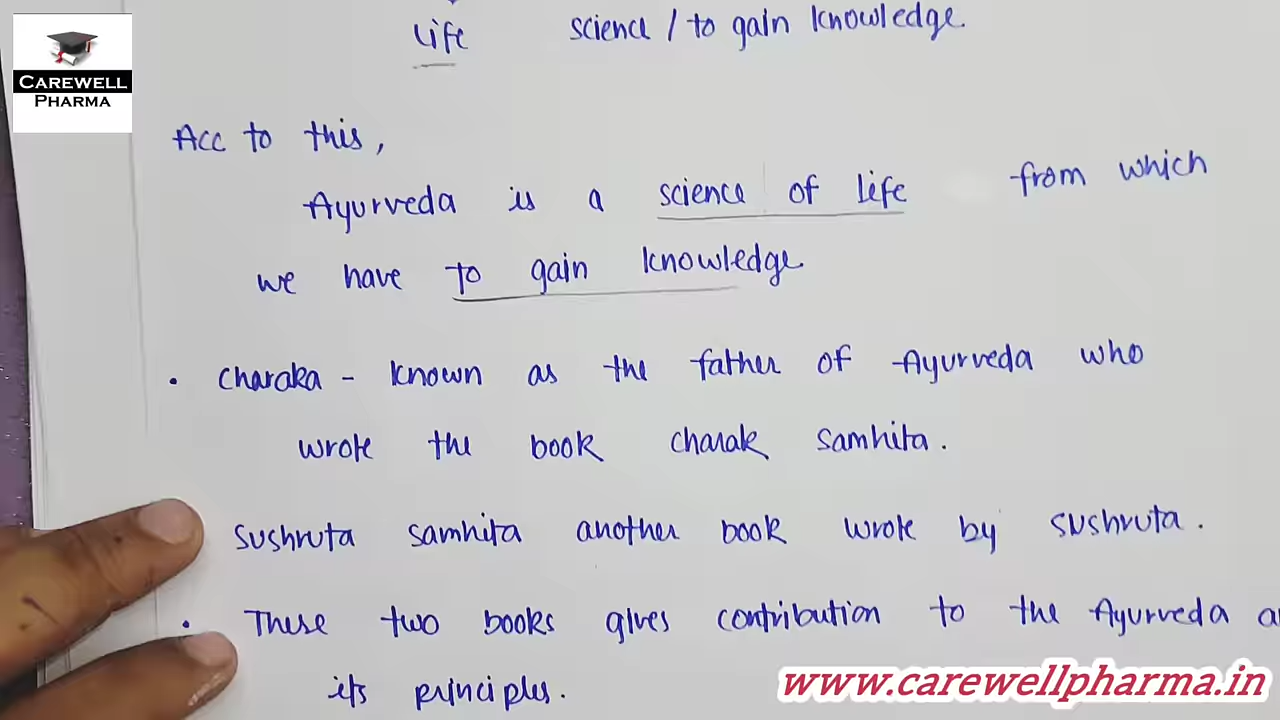 CAREWELL
PHARMA
life science / to gain knowledge.
Acc to this,
Ayurveda is a science of life from which
we have to gain knowledge
• Charaka - known as the father of Ayurveda who
wrote the book charak samhita.
Sushruta samhita another book wrote by sushruta.
• These two books gives contribution to the Ayurveda
its principles.
www.carewellpharma.in